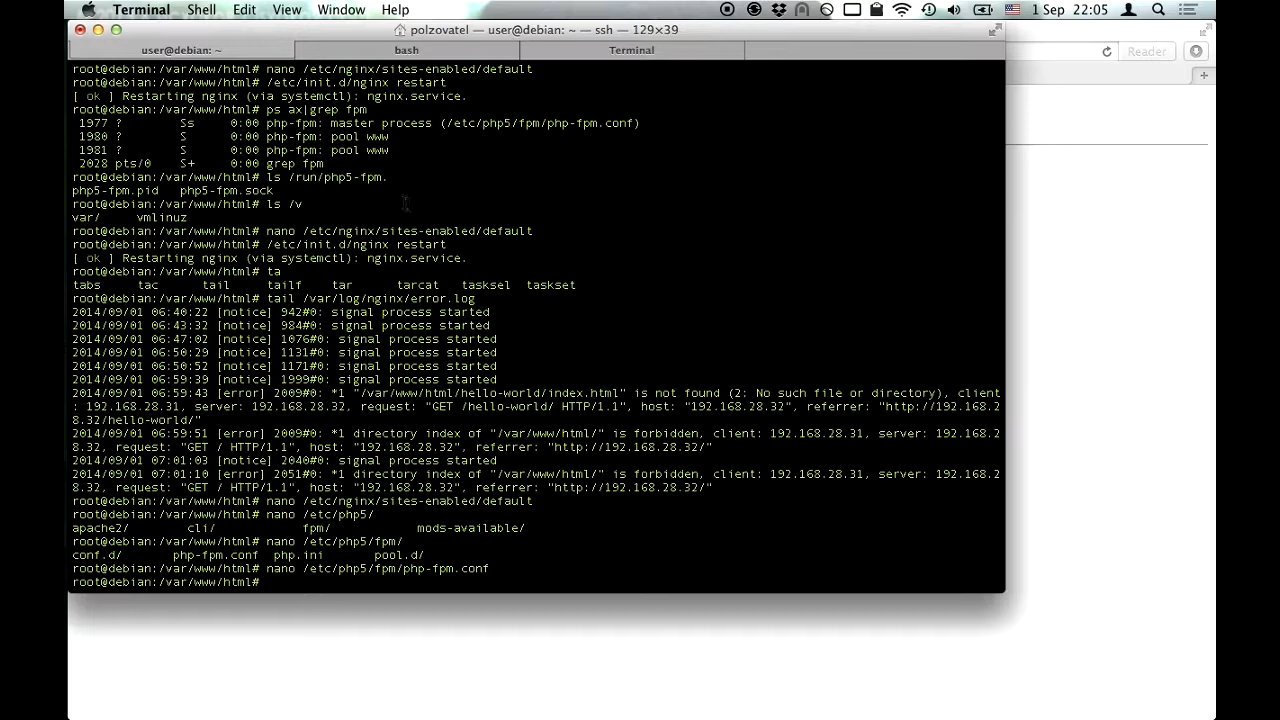 Terminal Shell Edit View Window Help 1 Sep 22:05
polzovatel — user@debian: ~ — ssh — 129×39
user@debian: ~ bash Terminal
Reader
root@debian:/var/www/html# nano /etc/nginx/sites-enabled/default
root@debian:/var/www/html# /etc/init.d/nginx restart
[ ok ] Restarting nginx (via systemctl): nginx.service.
root@debian:/var/www/html# ps ax|grep fpm
1977 ? Ss 0:00 php-fpm: master process (/etc/php5/fpm/php-fpm.conf)
1980 ? S 0:00 php-fpm: pool www
1981 ? S 0:00 php-fpm: pool www
2028 pts/0 S+ 0:00 grep fpm
root@debian:/var/www/html# ls /run/php5-fpm.
php5-fpm.pid php5-fpm.sock
root@debian:/var/www/html# ls /v
var/ vmlinuz
root@debian:/var/www/html# nano /etc/nginx/sites-enabled/default
root@debian:/var/www/html# /etc/init.d/nginx restart
[ ok ] Restarting nginx (via systemctl): nginx.service.
root@debian:/var/www/html# ta
tabs tac tail tailf tar tarcat tasksel taskset
root@debian:/var/www/html# tail /var/log/nginx/error.log
2014/09/01 06:40:22 [notice] 942#0: signal process started
2014/09/01 06:43:32 [notice] 984#0: signal process started
2014/09/01 06:47:02 [notice] 1076#0: signal process started
2014/09/01 06:50:29 [notice] 1131#0: signal process started
2014/09/01 06:50:52 [notice] 1171#0: signal process started
2014/09/01 06:59:39 [notice] 1999#0: signal process started
2014/09/01 06:59:43 [error] 2009#0: *1 "/var/www/html/hello-world/index.html" is not found (2: No such file or directory), client
: 192.168.28.31, server: 192.168.28.32, request: "GET /hello-world/ HTTP/1.1", host: "192.168.28.32", referrer: "http://192.168.2
8.32/hello-world/"
2014/09/01 06:59:51 [error] 2009#0: *1 directory index of "/var/www/html/" is forbidden, client: 192.168.28.31, server: 192.168.2
8.32, request: "GET / HTTP/1.1", host: "192.168.28.32", referrer: "http://192.168.28.32/"
2014/09/01 07:01:03 [notice] 2040#0: signal process started
2014/09/01 07:01:10 [error] 2051#0: *1 directory index of "/var/www/html/" is forbidden, client: 192.168.28.31, server: 192.168.2
8.32, request: "GET / HTTP/1.1", host: "192.168.28.32", referrer: "http://192.168.28.32/"
root@debian:/var/www/html# nano /etc/nginx/sites-enabled/default
root@debian:/var/www/html# nano /etc/php5/
apache2/ cli/ fpm/ mods-available/
root@debian:/var/www/html# nano /etc/php5/fpm/
conf.d/ php-fpm.conf php.ini pool.d/
root@debian:/var/www/html# nano /etc/php5/fpm/php-fpm.conf
root@debian:/var/www/html#